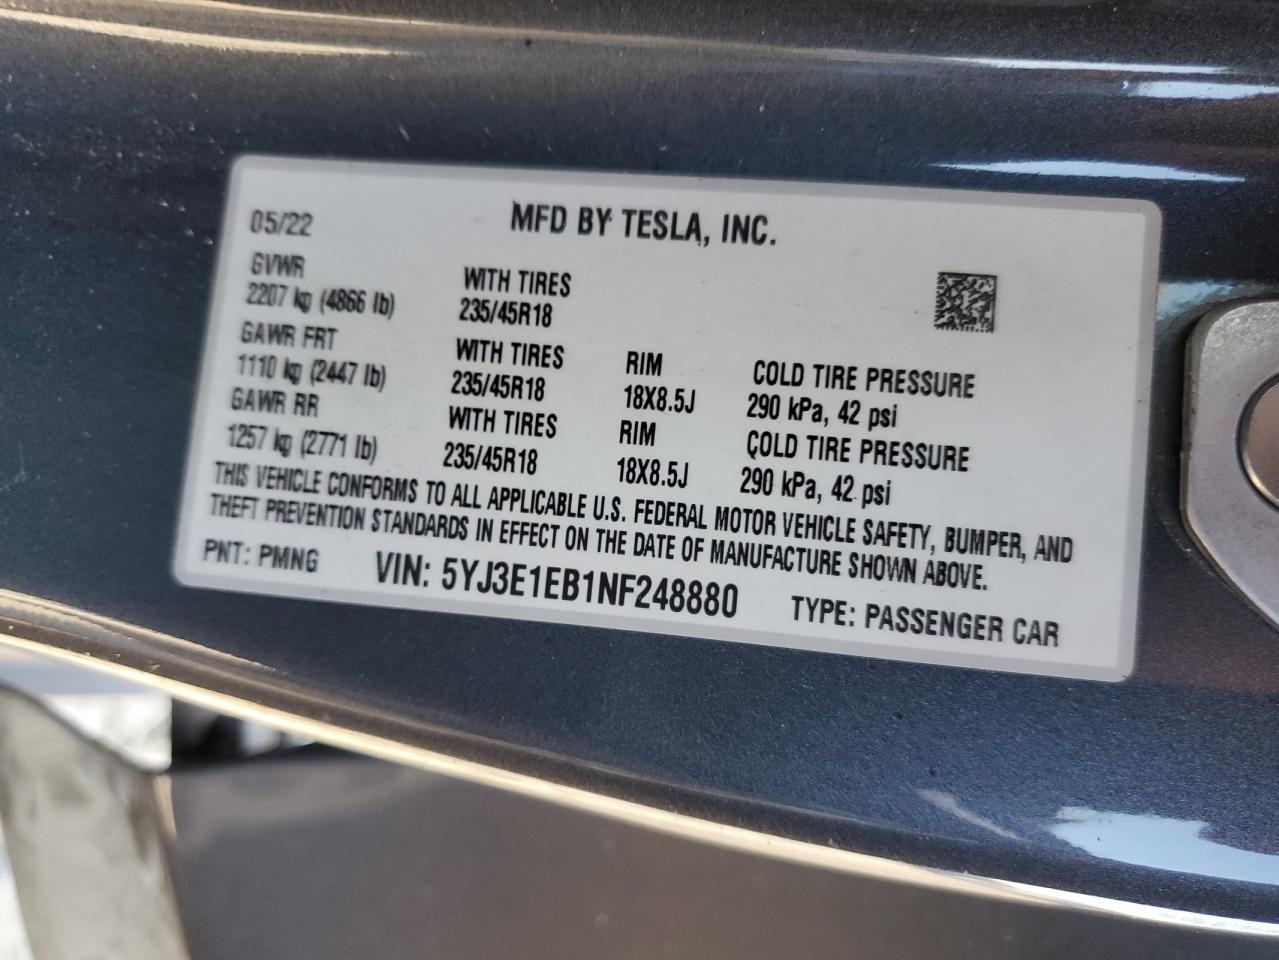 05/22 MFD BY TESLA, INC.
GVWR WITH TIRES
2207 kg (4866 lb) 235/45R18
GAWR FRT WITH TIRES RIM COLD TIRE PRESSURE
1110 kg (2447 lb) 235/45R18 18X8.5J 290 kPa, 42 psi
GAWR RR WITH TIRES RIM COLD TIRE PRESSURE
1257 kg (2771 lb) 235/45R18 18X8.5J 290 kPa, 42 psi
THIS VEHICLE CONFORMS TO ALL APPLICABLE U.S. FEDERAL MOTOR VEHICLE SAFETY, BUMPER, AND
THEFT PREVENTION STANDARDS IN EFFECT ON THE DATE OF MANUFACTURE SHOWN ABOVE.
PNT: PMNG VIN: 5YJ3E1EB1NF248880 TYPE: PASSENGER CAR